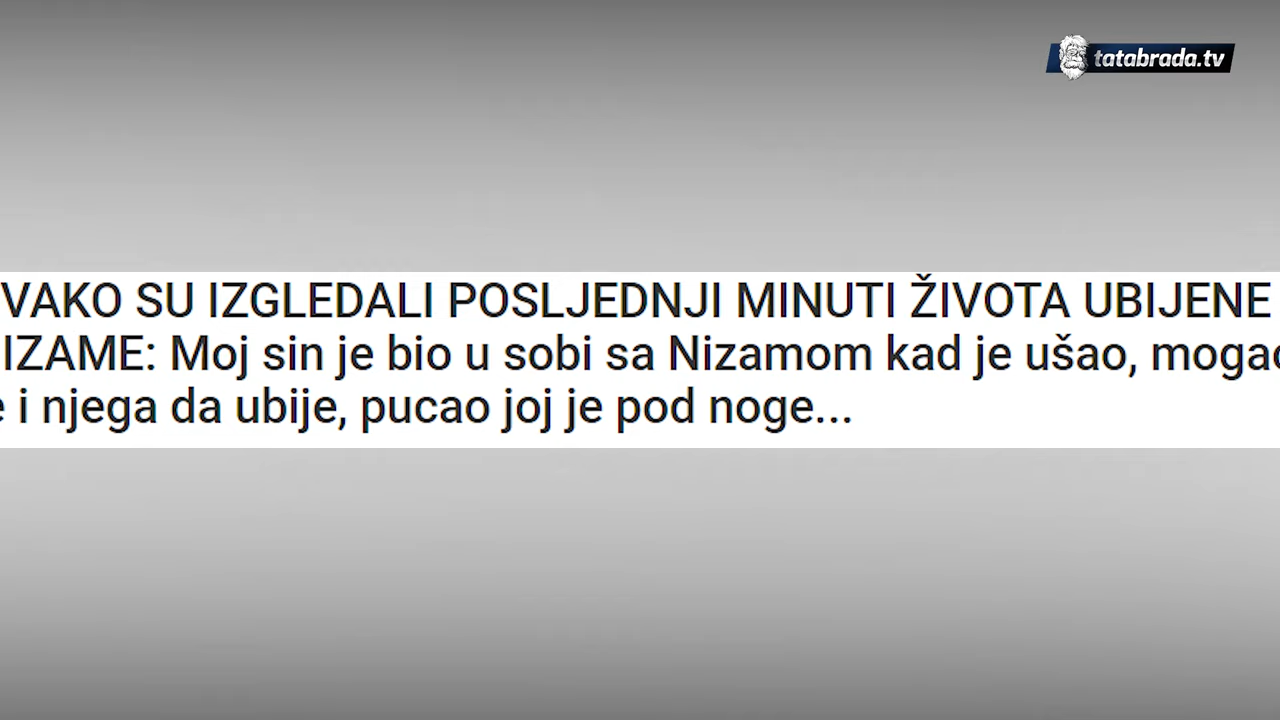 tatabrada.tv
VAKO SU IZGLEDALI POSLJEDNJI MINUTI ŽIVOTA UBIJENE
IZAME: Moj sin je bio u sobi sa Nizamom kad je ušao, mogao
e i njega da ubije, pucao joj je pod noge...